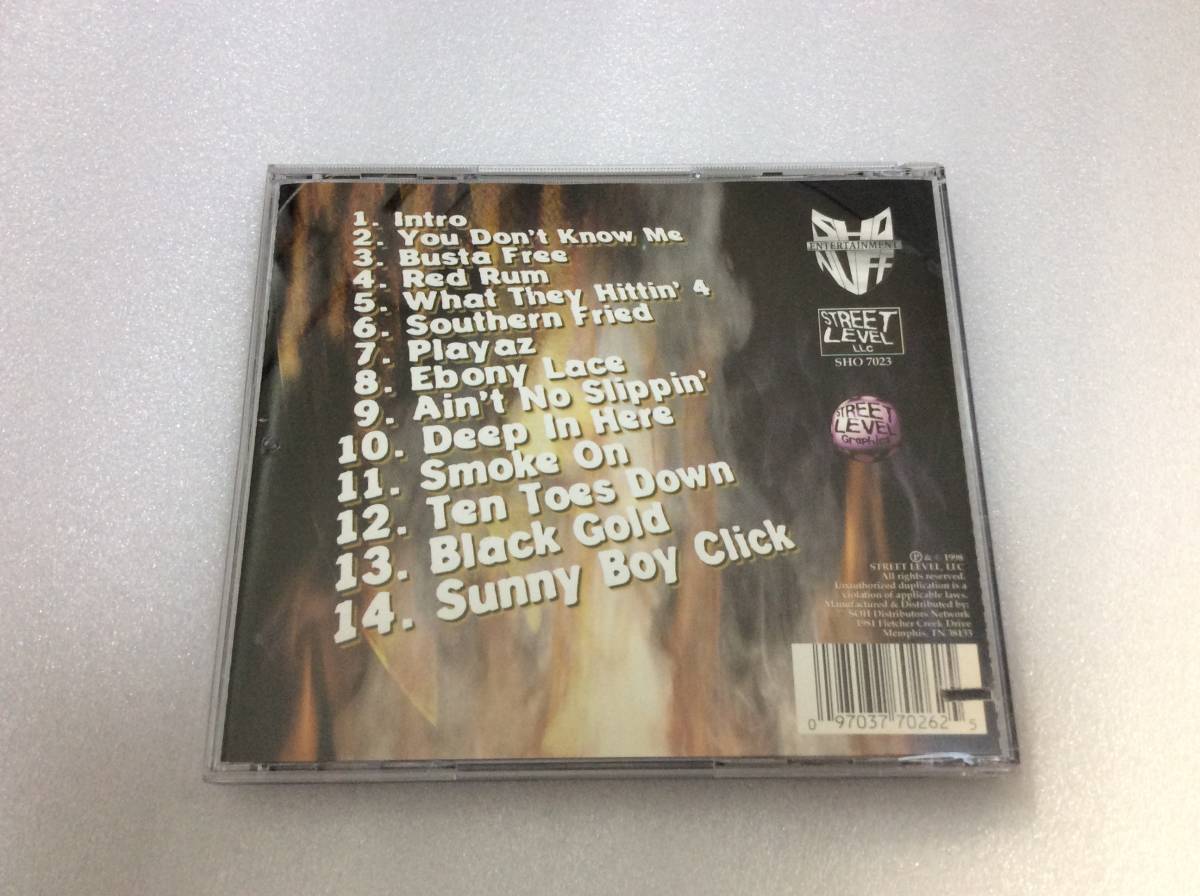 1. Intro
2. You Don't Know Me
3. Busta Free
4. Red Rum
5. What They Hittin' 4
6. Southern Fried
7. Playaz
8. Ebony Lace
9. Ain't No Slippin'
10. Deep In Here
11. Smoke On
12. Ten Toes Down
13. Black Gold
14. Sunny Boy Click
SHO
ENTERTAINMENT
NUFF
STREET
LEVEL
LLC
SHO 7023
STREET
LEVEL
Graphics
℗ & © 1998
STREET LEVEL, LLC
All rights reserved.
Unauthorized duplication is a
violation of applicable laws.
Manufactured & Distributed by:
SOH Distributors Network
1981 Fletcher Creek Drive
Memphis, TN 38133
0 97037 70262 5